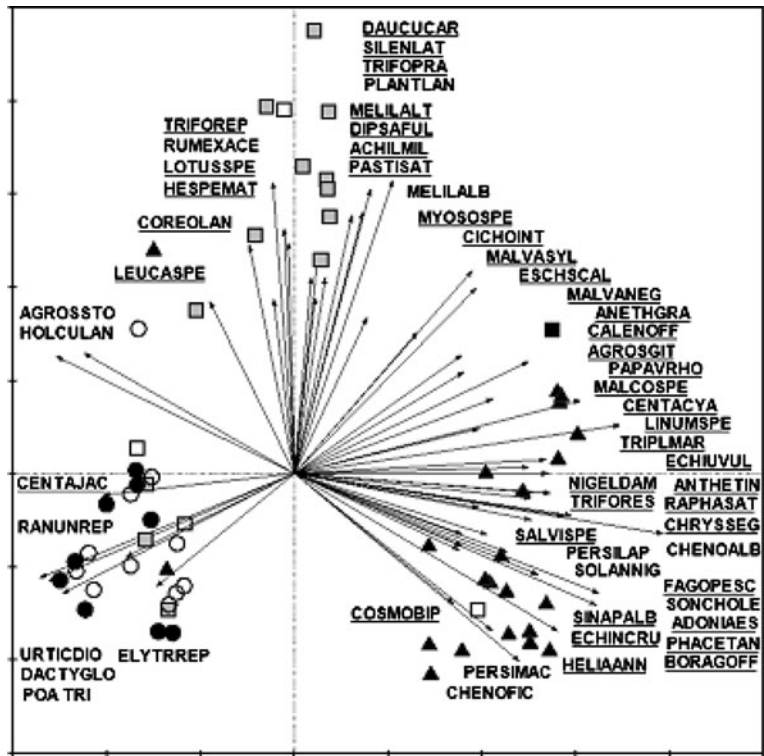 DAUCUCAR
SILENLAT
TRIFOPRA
PLANTLAN
TRIFOREP
RUMEXACE
LOTUSSPE
HESPEMAT
MELILALT
DIPSAFUL
ACHILMIL
PASTISAT
MELILALB
COREOLAN
LEUCASPE
MYOSOSPE
CICHOINT
MALVASYL
ESCHSCAL
MALVANEG
ANETHGRA
CALENOFF
AGROSSTO
HOLCULAN
AGROSGIT
PAPAVRHO
MALCOSPE
CENTACYA
LINUMSPE
TRIPLMAR
ECHIUVUL
CENTAJAC
RANUNREP
NIGELDAM
TRIFORES
ANTHETIN
RAPHASAT
CHRYSSEG
SALVISPE
PERSILAP
SOLANNIG
CHENOALB
FAGOPESC
SONCHOLE
ADONIAES
PHACETAN
BORAGOFF
COSMOBIP
SINAPALB
ECHINCRU
HELIAANN
URTICDIO
DACTYGLO
POA TRI
ELYTRREP
PERSIMAC
CHENOFIC